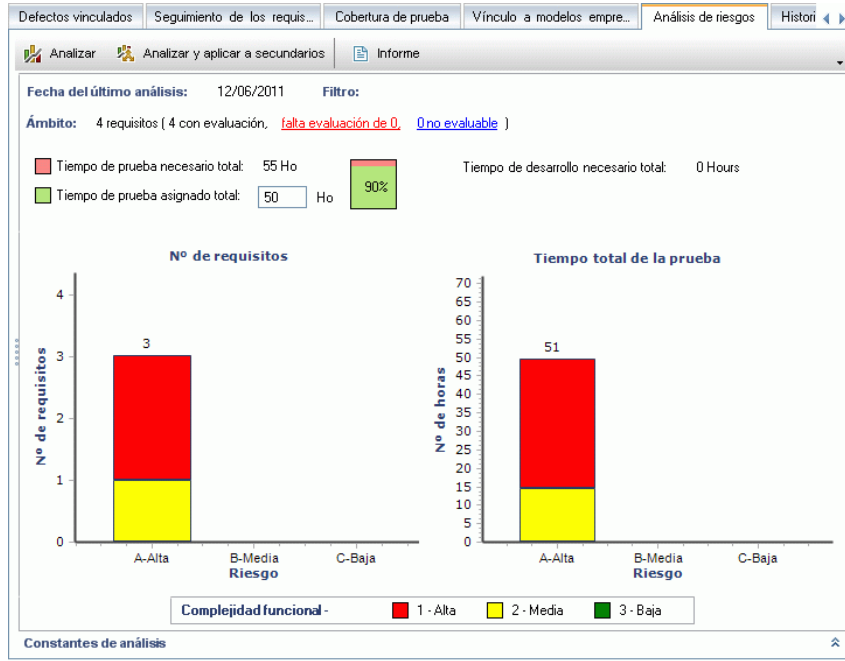 Defectos vinculados Seguimiento de los requis... Cobertura de prueba Vínculo a modelos empre... Análisis de riesgos Histori
Analizar Analizar y aplicar a secundarios Informe
Fecha del último análisis: 12/06/2011 Filtro:
Ámbito: 4 requisitos ( 4 con evaluación, falta evaluación de 0, 0 no evaluable )
Tiempo de prueba necesario total: 55 Ho
Tiempo de prueba asignado total: 50 Ho
90%
Tiempo de desarrollo necesario total: 0 Hours
Nº de requisitos
Nº de requisitos
4
3
2
1
0
3
A-Alta B-Media C-Baja
Riesgo
Tiempo total de la prueba
Nº de horas
70
65
60
55
50
45
40
35
30
25
20
15
10
5
0
51
A-Alta B-Media C-Baja
Riesgo
Complejidad funcional - 1 - Alta 2 - Media 3 - Baja
Constantes de análisis